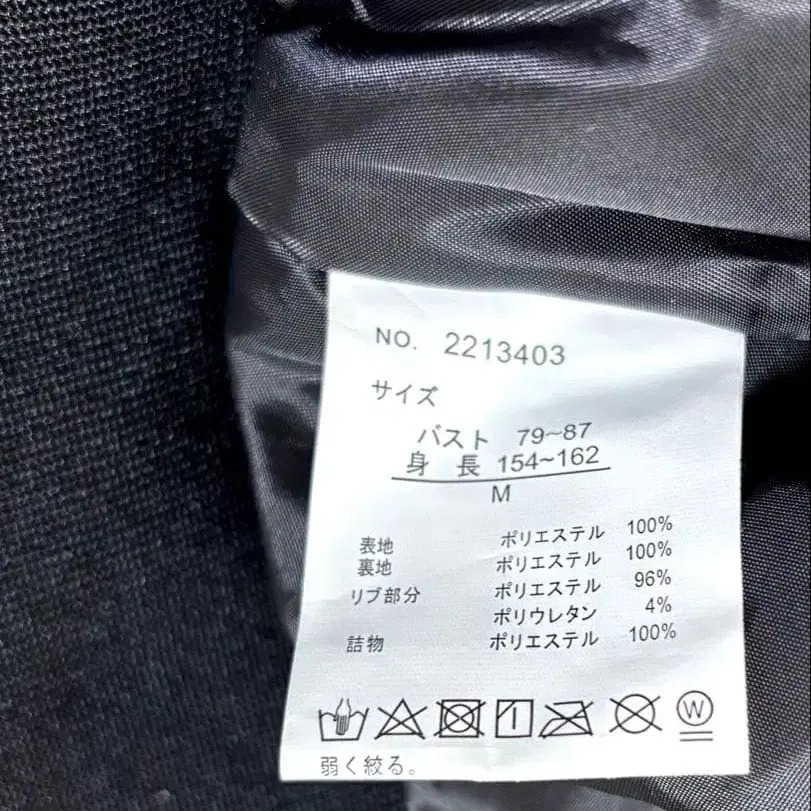 NO. 2213403
サイズ
バスト 79~87
身 長 154~162
M
表地 ポリエステル 100%
裏地 ポリエステル 100%
リブ部分 ポリエステル 96%
ポリウレタン 4%
詰物 ポリエステル 100%
W
弱く絞る。